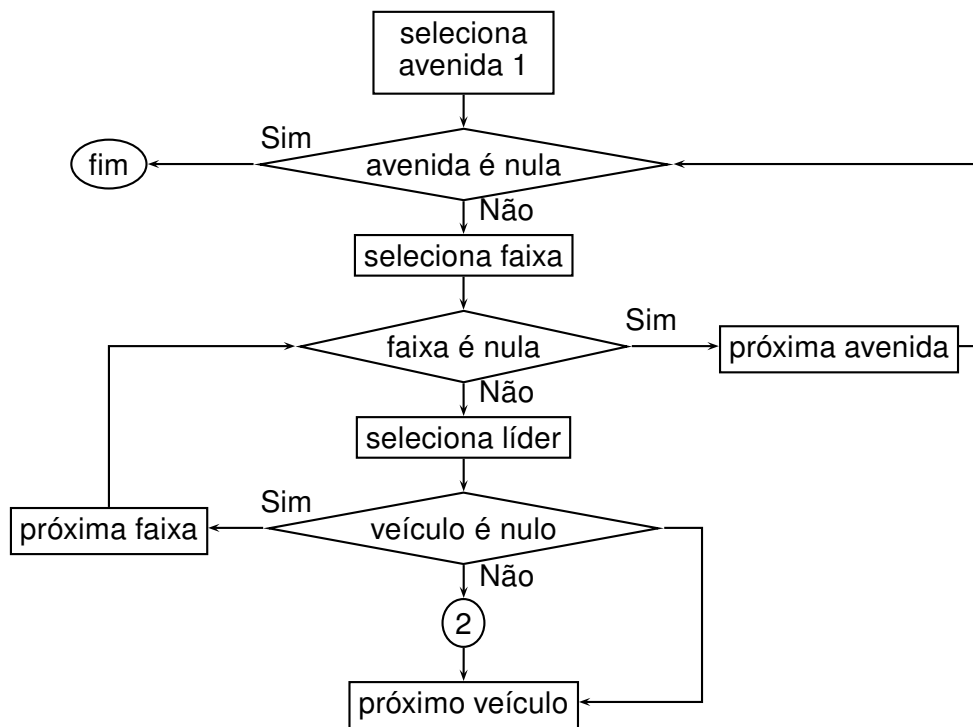 seleciona
avenida 1
Sim
fim
avenida é nula
Não
seleciona faixa
Sim
faixa é nula
próxima avenida
Não
seleciona líder
Sim
próxima faixa
veículo é nulo
Não
2
próximo veículo